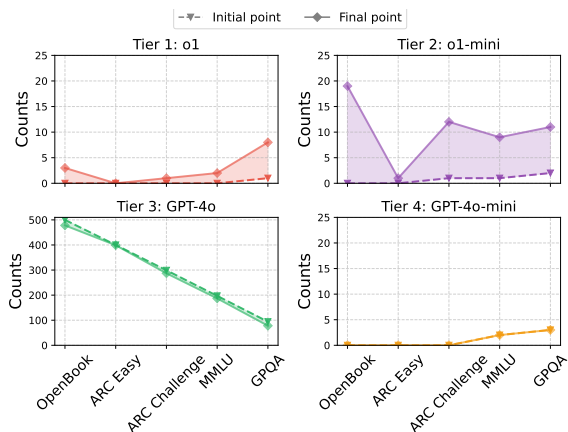 Initial point
Final point
Tier 1: o1
Counts
25
20
15
10
5
0
Tier 2: o1-mini
Counts
25
20
15
10
5
0
Tier 3: GPT-4o
Counts
500
400
300
200
100
0
OpenBook
ARC Easy
ARC Challenge
MMLU
GPQA
Tier 4: GPT-4o-mini
Counts
25
20
15
10
5
0
OpenBook
ARC Easy
ARC Challenge
MMLU
GPQA